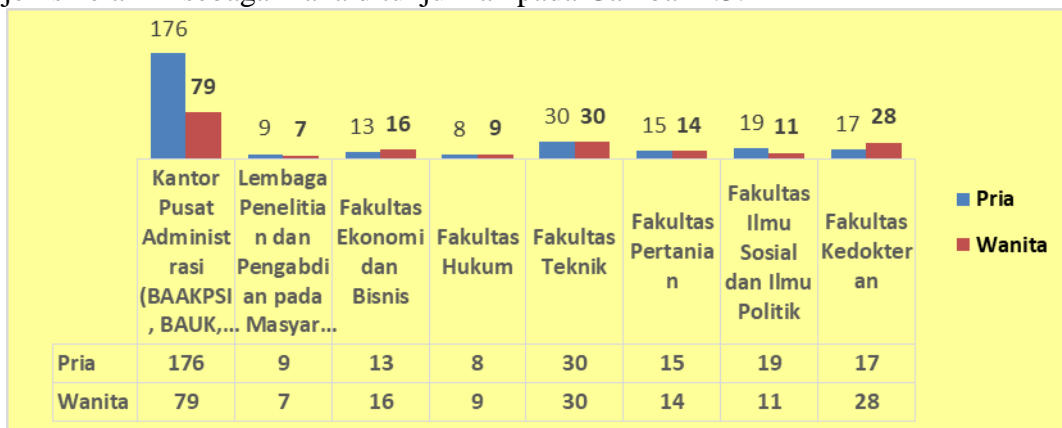 176
79
9 7
13 16
8 9
30 30
15 14
19 11
17 28
Kantor
Pusat
Administ
rasi
(BAAKPSI
, BAUK,...
Lembaga
Penelitia
n dan
Pengabdi
an pada
Masyar...
Fakultas
Ekonomi
dan
Bisnis
Fakultas
Hukum
Fakultas
Teknik
Fakultas
Pertania
n
Fakultas
Ilmu
Sosial
dan Ilmu
Politik
Fakultas
Kedokter
an
Pria
Wanita
Pria 176 9 13 8 30 15 19 17
Wanita 79 7 16 9 30 14 11 28